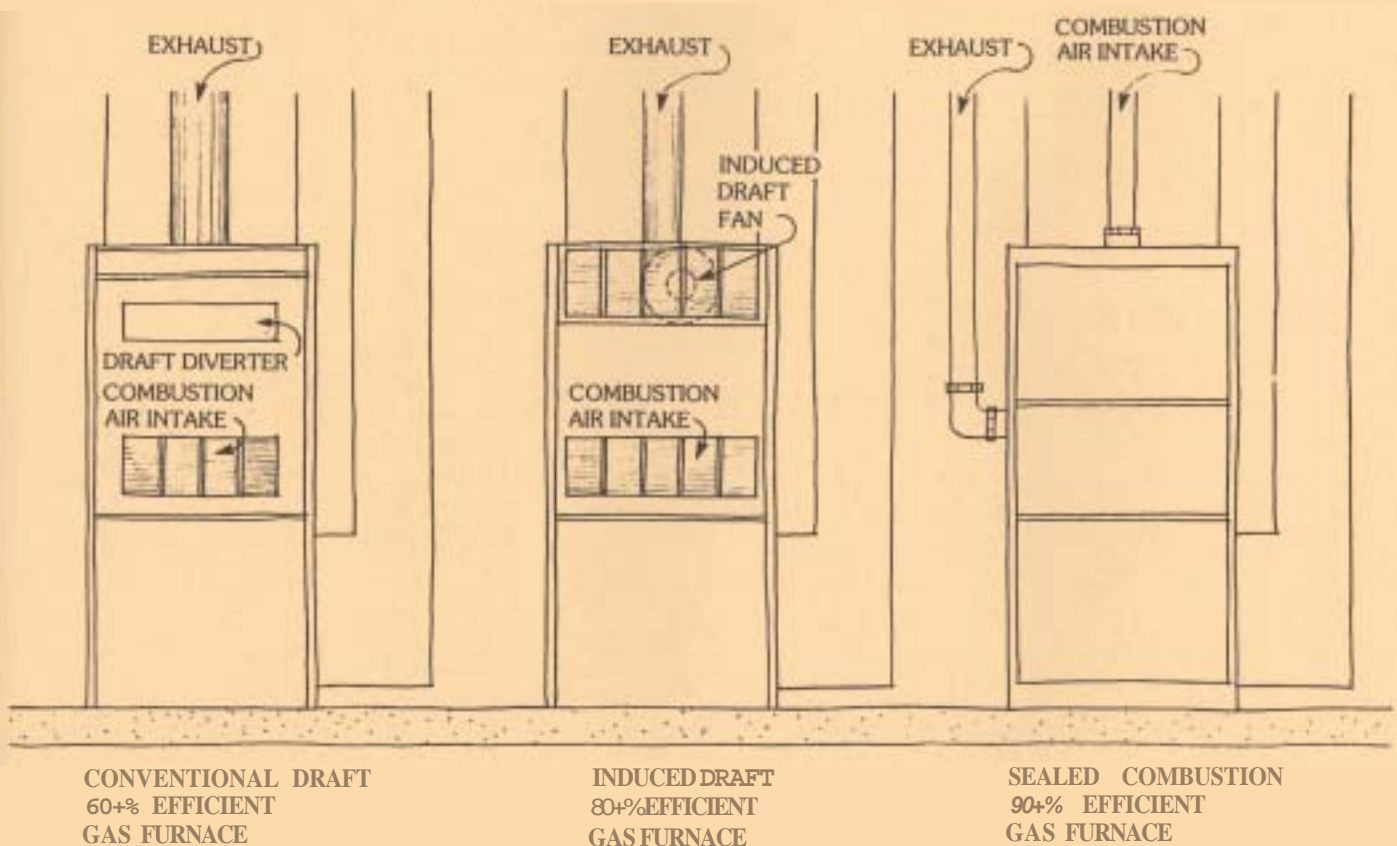 EXHAUST
DRAFT DIVERTER
COMBUSTION
AIR INTAKE
CONVENTIONAL DRAFT
60+% EFFICIENT
GAS FURNACE
EXHAUST
INDUCED
DRAFT
FAN
COMBUSTION
AIR INTAKE
INDUCED DRAFT
80+% EFFICIENT
GAS FURNACE
EXHAUST
COMBUSTION
AIR INTAKE
SEALED COMBUSTION
90+% EFFICIENT
GAS FURNACE